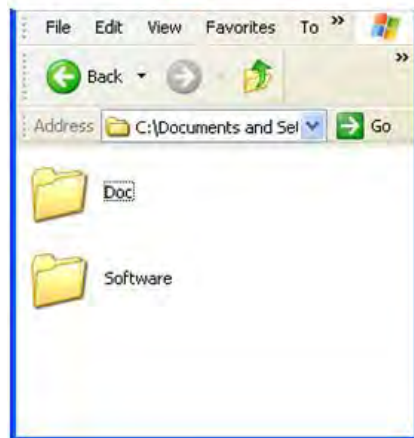 File Edit View Favorites To »
Back »
Address C:\Documents and Set Go
Doc
Software